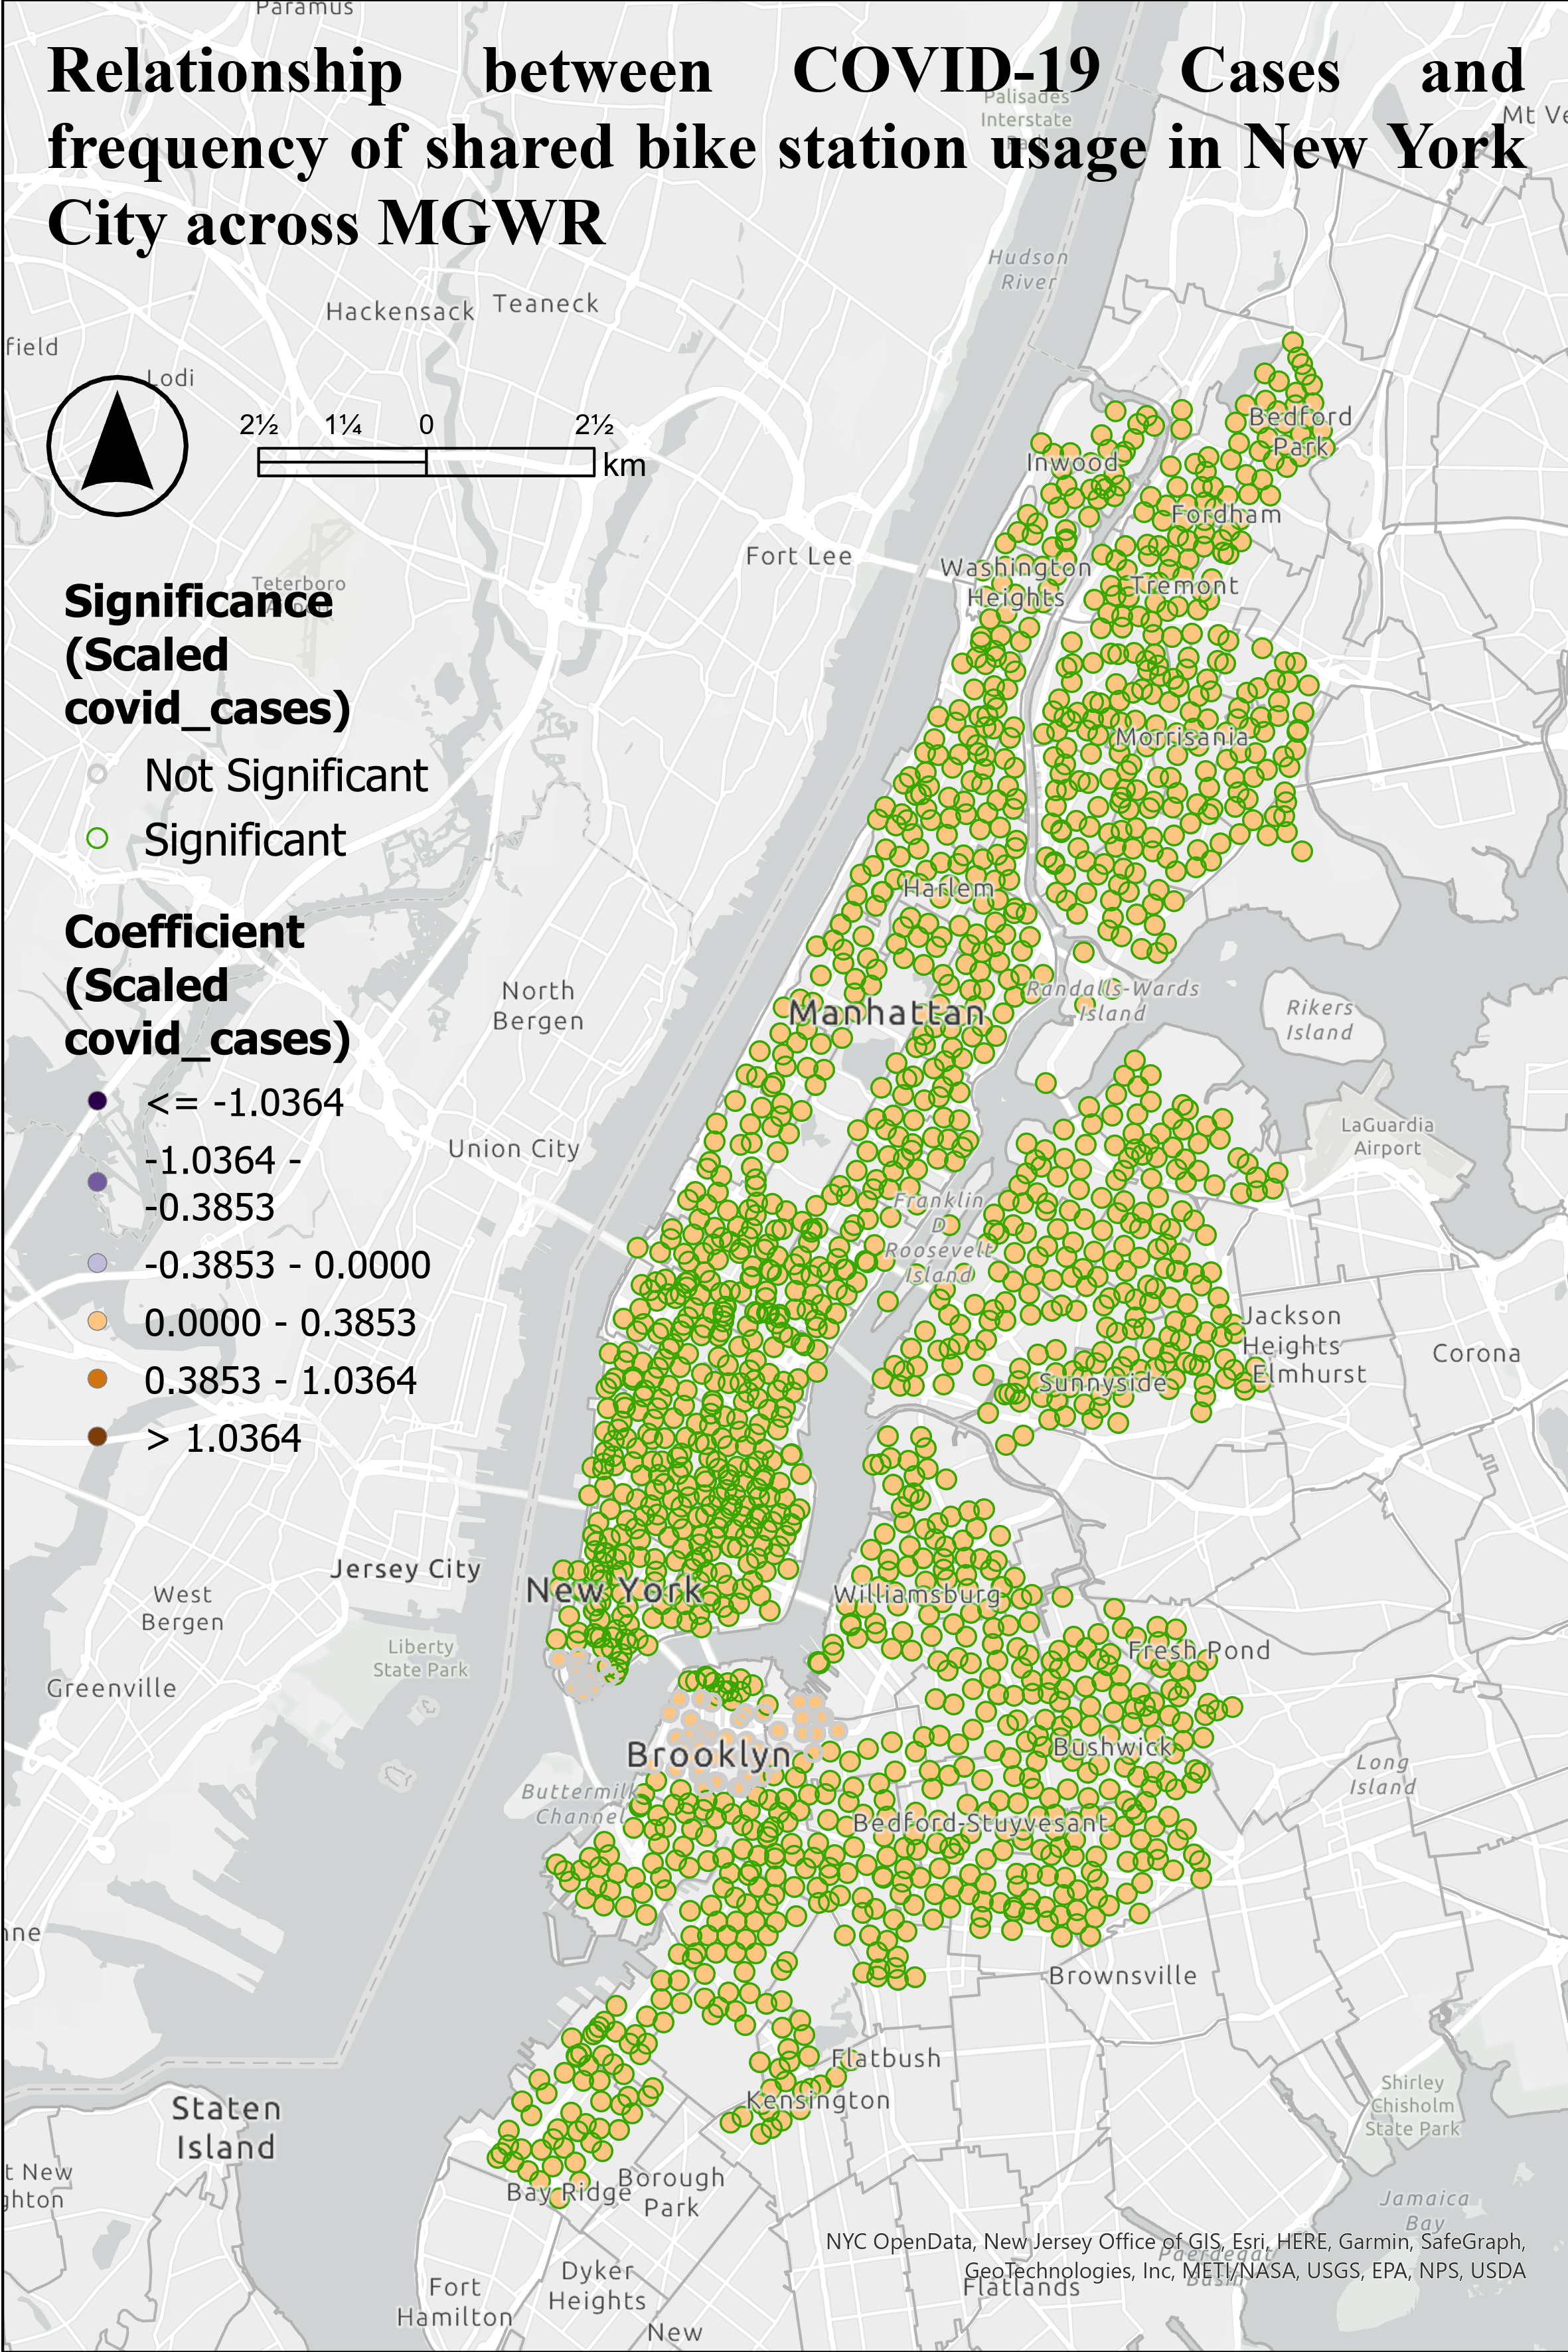 Paramus
Relationship between COVID-19 Cases and
frequency of shared bike station usage in New York
City across MGWR
Palisades
Interstate
Park
Hudson
River
Hackensack
Teaneck
field
Lodi
2½ 1¼ 0 2½
km
Fort Lee
Teterboro
Significance
(Scaled
covid_cases)
Not Significant
Significant
Coefficient
(Scaled
covid_cases)
<= -1.0364
-1.0364 -
-0.3853
-0.3853 - 0.0000
0.0000 - 0.3853
0.3853 - 1.0364
> 1.0364
Bedford
Park
Inwood
Fordham
Washington
Heights
Tremont
Morrisania
Harlem
North
Bergen
Manhattan
Randalls-Wards
Island
Rikers
Island
LaGuardia
Airport
Union City
Franklin
D.
Roosevelt
Island
Jackson
Heights
Elmhurst
Corona
Sunnyside
Jersey City
New York
West
Bergen
Williamsburg
Liberty
State Park
Fresh Pond
Greenville
Brooklyn
Bushwick
Long
Island
Buttermilk
Channel
Bedford-Stuyvesant
Brownsville
Flatbush
Kensington
Staten
Island
Shirley
Chisholm
State Park
t New
ghton
Bay Ridge
Borough
Park
Jamaica
Bay
NYC OpenData, New Jersey Office of GIS, Esri, HERE, Garmin, SafeGraph,
GeoTechnologies, Inc, METI/NASA, USGS, EPA, NPS, USDA
Paerdegat
Basin
Flatlands
Dyker
Heights
Fort
Hamilton
New